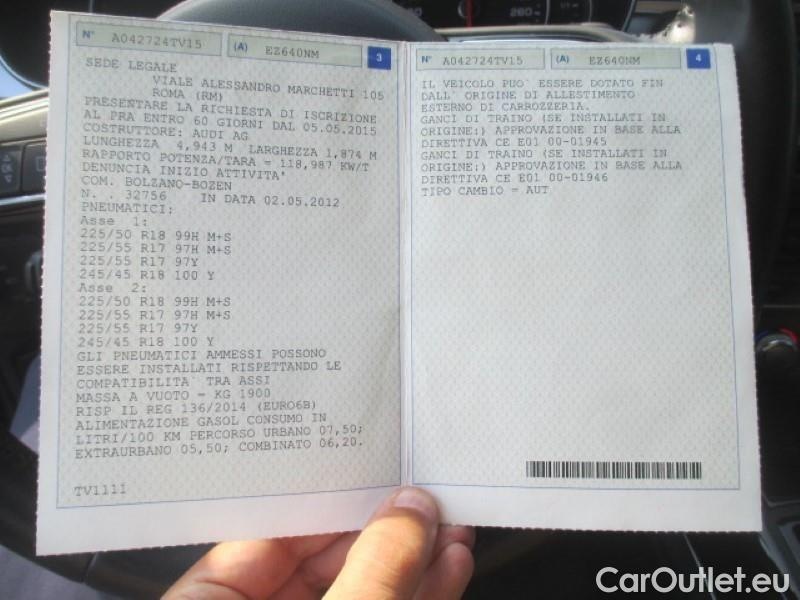 N° A042724TV15 (A) EZ640NM 3
SEDE LEGALE
VIALE ALESSANDRO MARCHETTI 105
ROMA (RM)
PRESENTARE LA RICHIESTA DI ISCRIZIONE
AL PRA ENTRO 60 GIORNI DAL 05.05.2015
COSTRUTTORE: AUDI AG
LUNGHEZZA 4,943 M LARGHEZZA 1,874 M
RAPPORTO POTENZA/TARA = 118,987 KW/T
DENUNCIA INIZIO ATTIVITA'
COM. BOLZANO-BOZEN
N. 32756 IN DATA 02.05.2012
PNEUMATICI:
Asse 1:
225/50 R18 99H M+S
225/55 R17 97H M+S
225/55 R17 97Y
245/45 R18 100 Y
Asse 2:
225/50 R18 99H M+S
225/55 R17 97H M+S
225/55 R17 97Y
245/45 R18 100 Y
GLI PNEUMATICI AMMESSI POSSONO
ESSERE INSTALLATI RISPETTANDO LE
COMPATIBILITA` TRA ASSI
MASSA A VUOTO = KG 1900
RISP IL REG 136/2014 (EURO6B)
ALIMENTAZIONE GASOL CONSUMO IN
LITRI/100 KM PERCORSO URBANO 07,50;
EXTRAURBANO 05,50; COMBINATO 06,20.
TV1111
N° A042724TV15 (A) EZ640NM 4
IL VEICOLO PUO` ESSERE DOTATO FIN
DALL` ORIGINE DI ALLESTIMENTO
ESTERNO DI CARROZZERIA.
GANCI DI TRAINO (SE INSTALLATI IN
ORIGINE:) APPROVAZIONE IN BASE ALLA
DIRETTIVA CE E01 00-01945
GANCI DI TRAINO (SE INSTALLATI IN
ORIGINE:) APPROVAZIONE IN BASE ALLA
DIRETTIVA CE E01 00-01946
TIPO CAMBIO = AUT
CarOutlet.eu